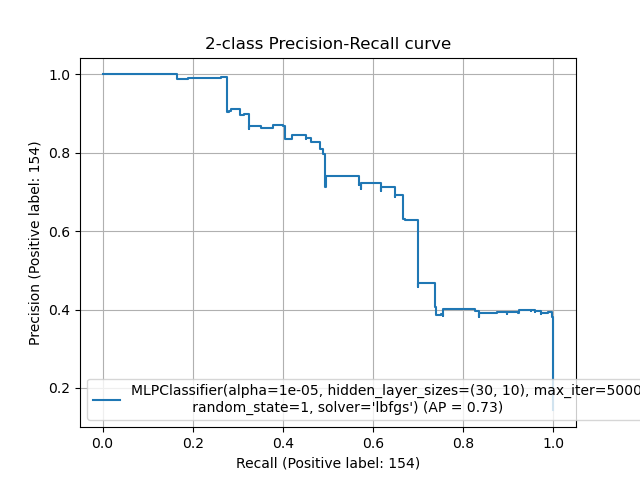 2-class Precision-Recall curve
1.0
0.8
0.6
0.4
0.2
Precision (Positive label: 154)
MLPClassifier(alpha=1e-05, hidden_layer_sizes=(30, 10), max_iter=5000
random_state=1, solver='lbfgs') (AP = 0.73)
0.0 0.2 0.4 0.6 0.8 1.0
Recall (Positive label: 154)